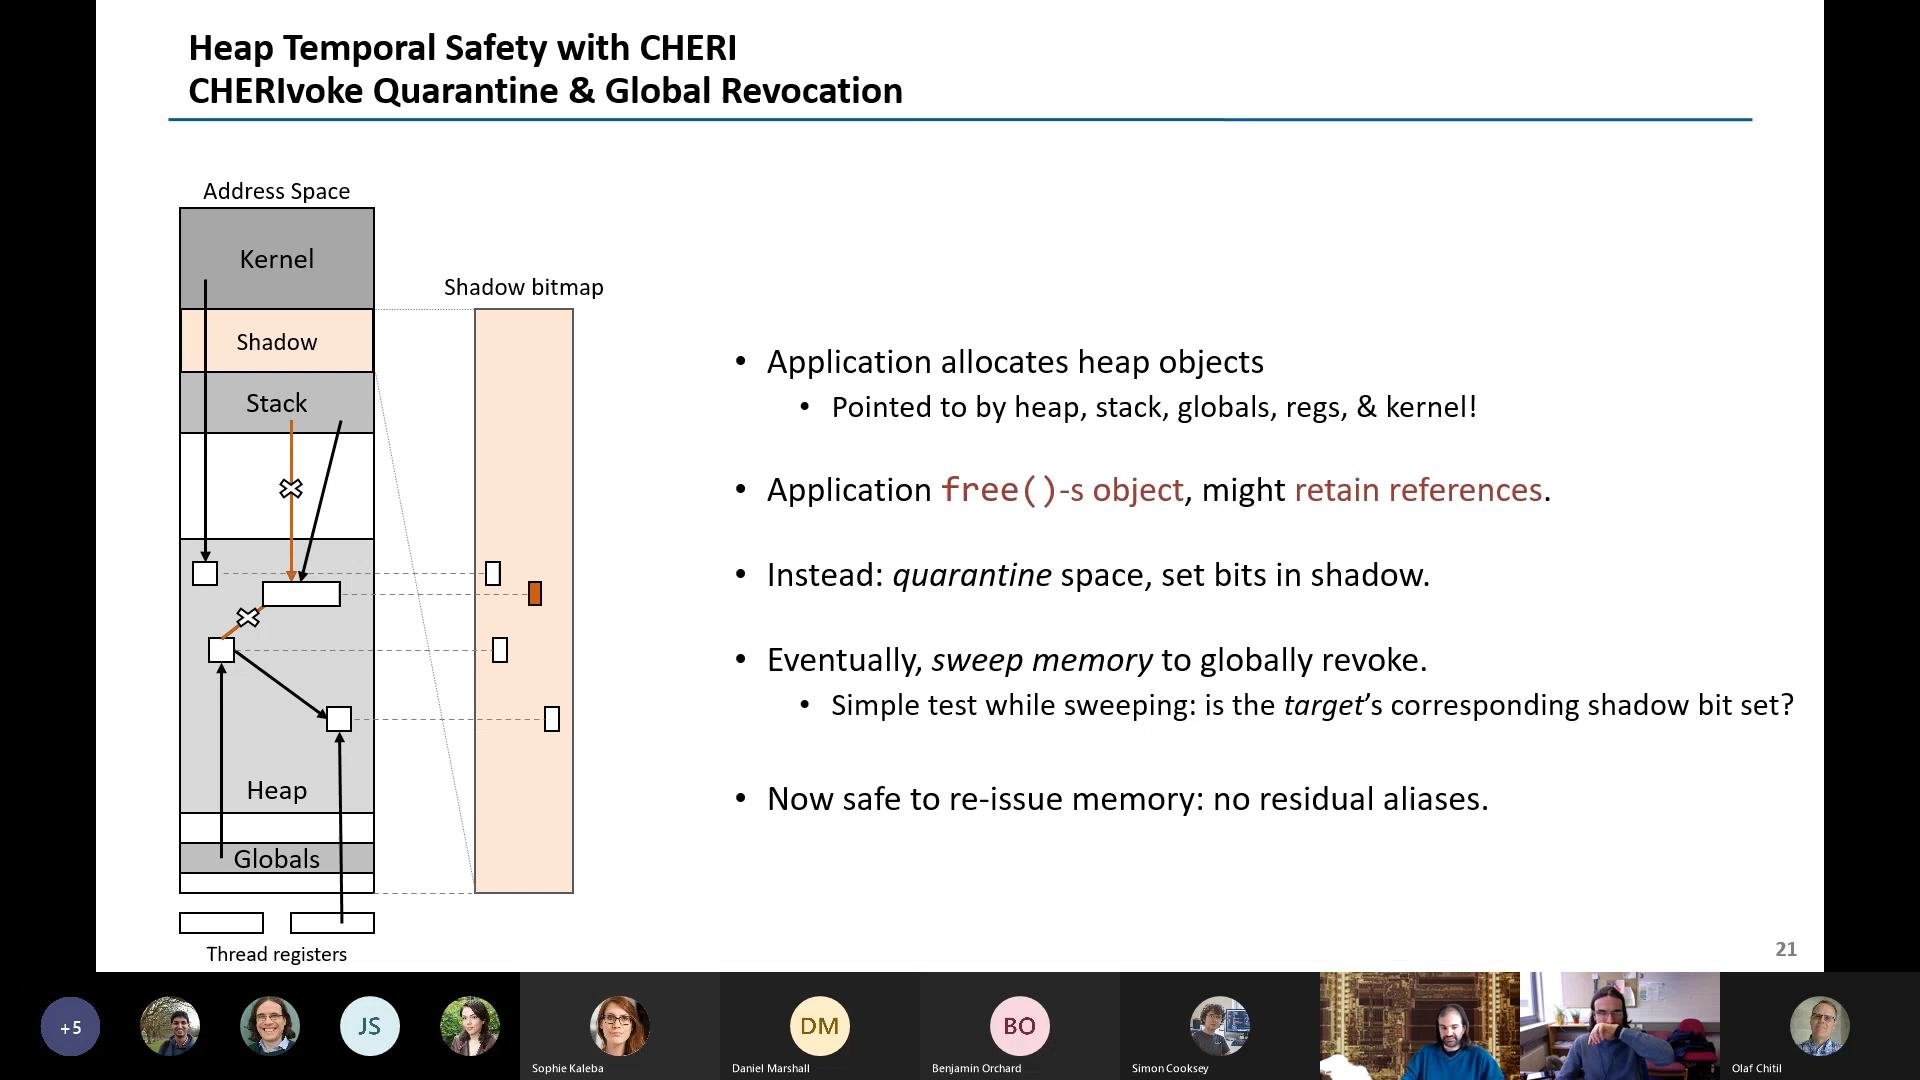 Heap Temporal Safety with CHERI
CHERIvoke Quarantine & Global Revocation
Address Space
Kernel
Shadow
Stack
Heap
Globals
Thread registers
Shadow bitmap
• Application allocates heap objects
• Pointed to by heap, stack, globals, regs, & kernel!
• Application free()-s object, might retain references.
• Instead: quarantine space, set bits in shadow.
• Eventually, sweep memory to globally revoke.
• Simple test while sweeping: is the target's corresponding shadow bit set?
• Now safe to re-issue memory: no residual aliases.
21
+5
JS
Sophie Kaleba
DM
Daniel Marshall
BO
Benjamin Orchard
Simon Cooksey
Olaf Chitil